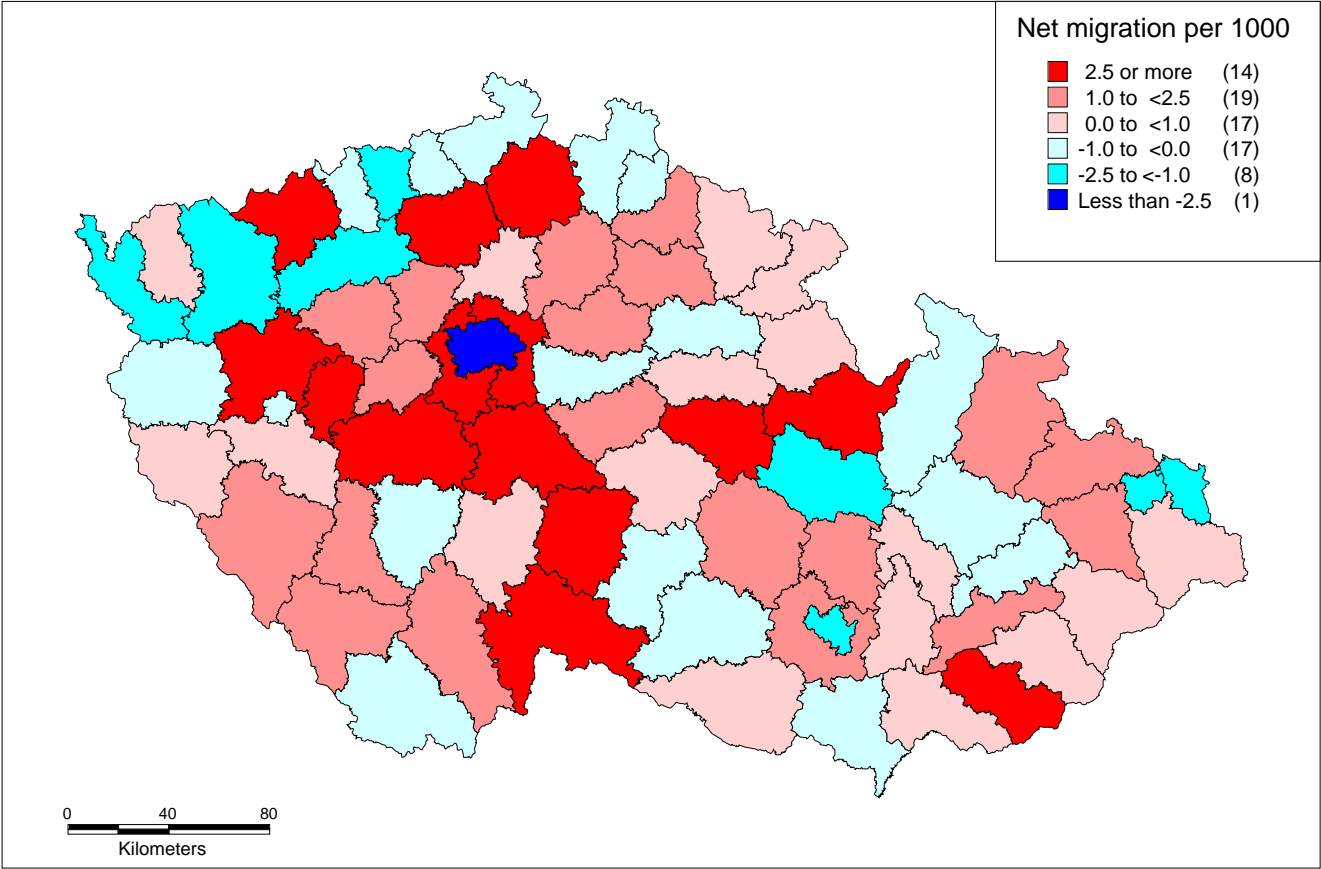 Net migration per 1000
2.5 or more (14)
1.0 to <2.5 (19)
0.0 to <1.0 (17)
-1.0 to <0.0 (17)
-2.5 to <-1.0 (8)
Less than -2.5 (1)
0 40 80
Kilometers